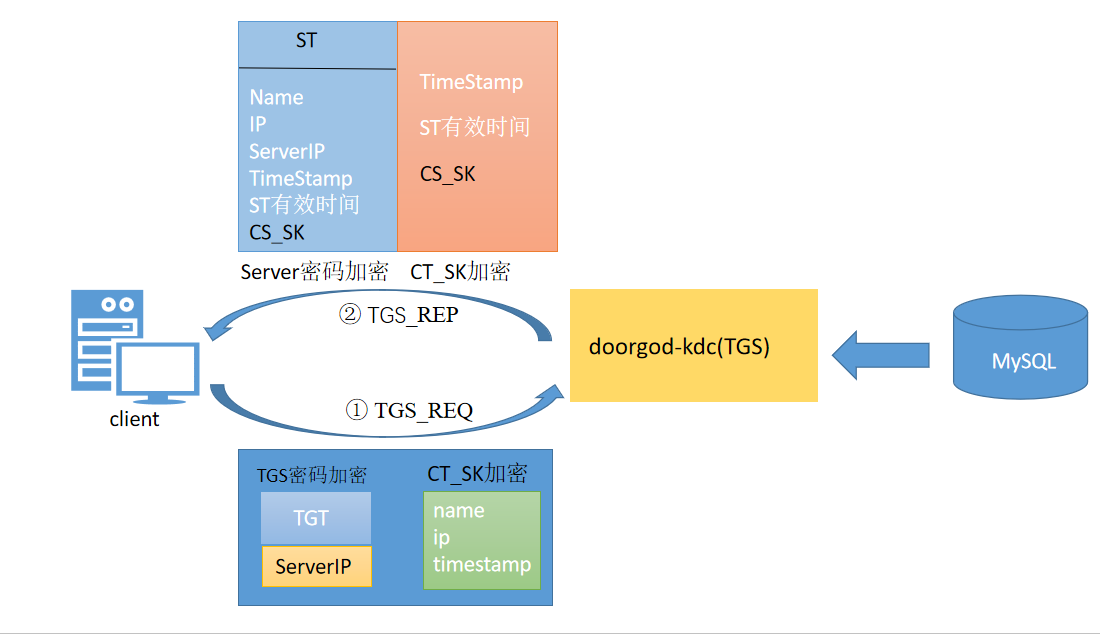 ST
Name
IP
ServerIP
TimeStamp
ST有效时间
CS_SK
TimeStamp
ST有效时间
CS_SK
Server密码加密
CT_SK加密
② TGS_REP
doorgod-kdc(TGS)
MySQL
client
① TGS_REQ
TGS密码加密
TGT
ServerIP
CT_SK加密
name
ip
timestamp